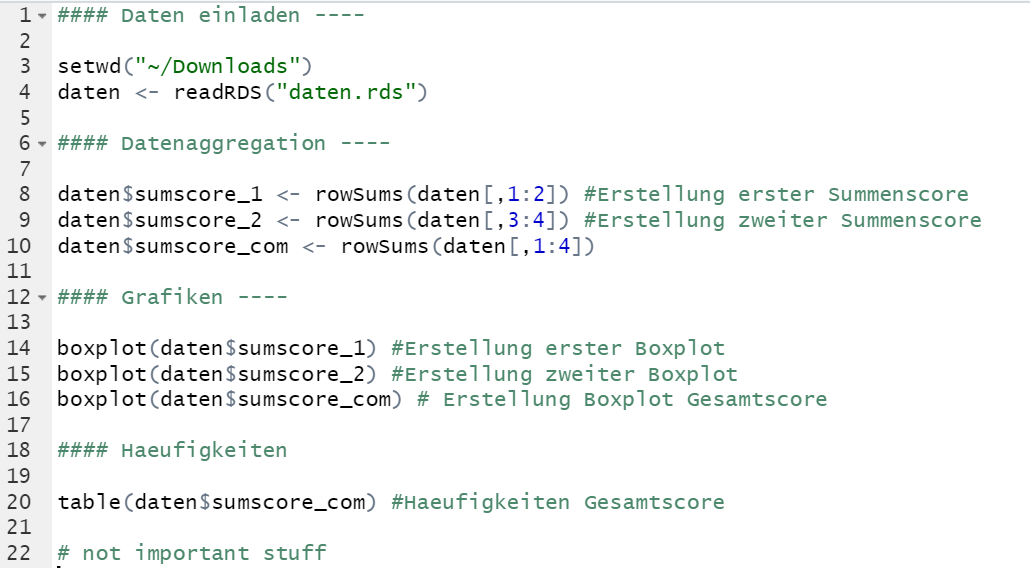 1 #### Daten einladen ----
2
3 setwd("~/Downloads")
4 daten <- readRDS("daten.rds")
5
6 #### Datenaggregation ----
7
8 daten$sumscore_1 <- rowSums(daten[,1:2]) #Erstellung erster Summenscore
9 daten$sumscore_2 <- rowSums(daten[,3:4]) #Erstellung zweiter Summenscore
10 daten$sumscore_com <- rowSums(daten[,1:4])
11
12 #### Grafiken ----
13
14 boxplot(daten$sumscore_1) #Erstellung erster Boxplot
15 boxplot(daten$sumscore_2) #Erstellung zweiter Boxplot
16 boxplot(daten$sumscore_com) # Erstellung Boxplot Gesamtscore
17
18 #### Haeufigkeiten
19
20 table(daten$sumscore_com) #Haeufigkeiten Gesamtscore
21
22 # not important stuff